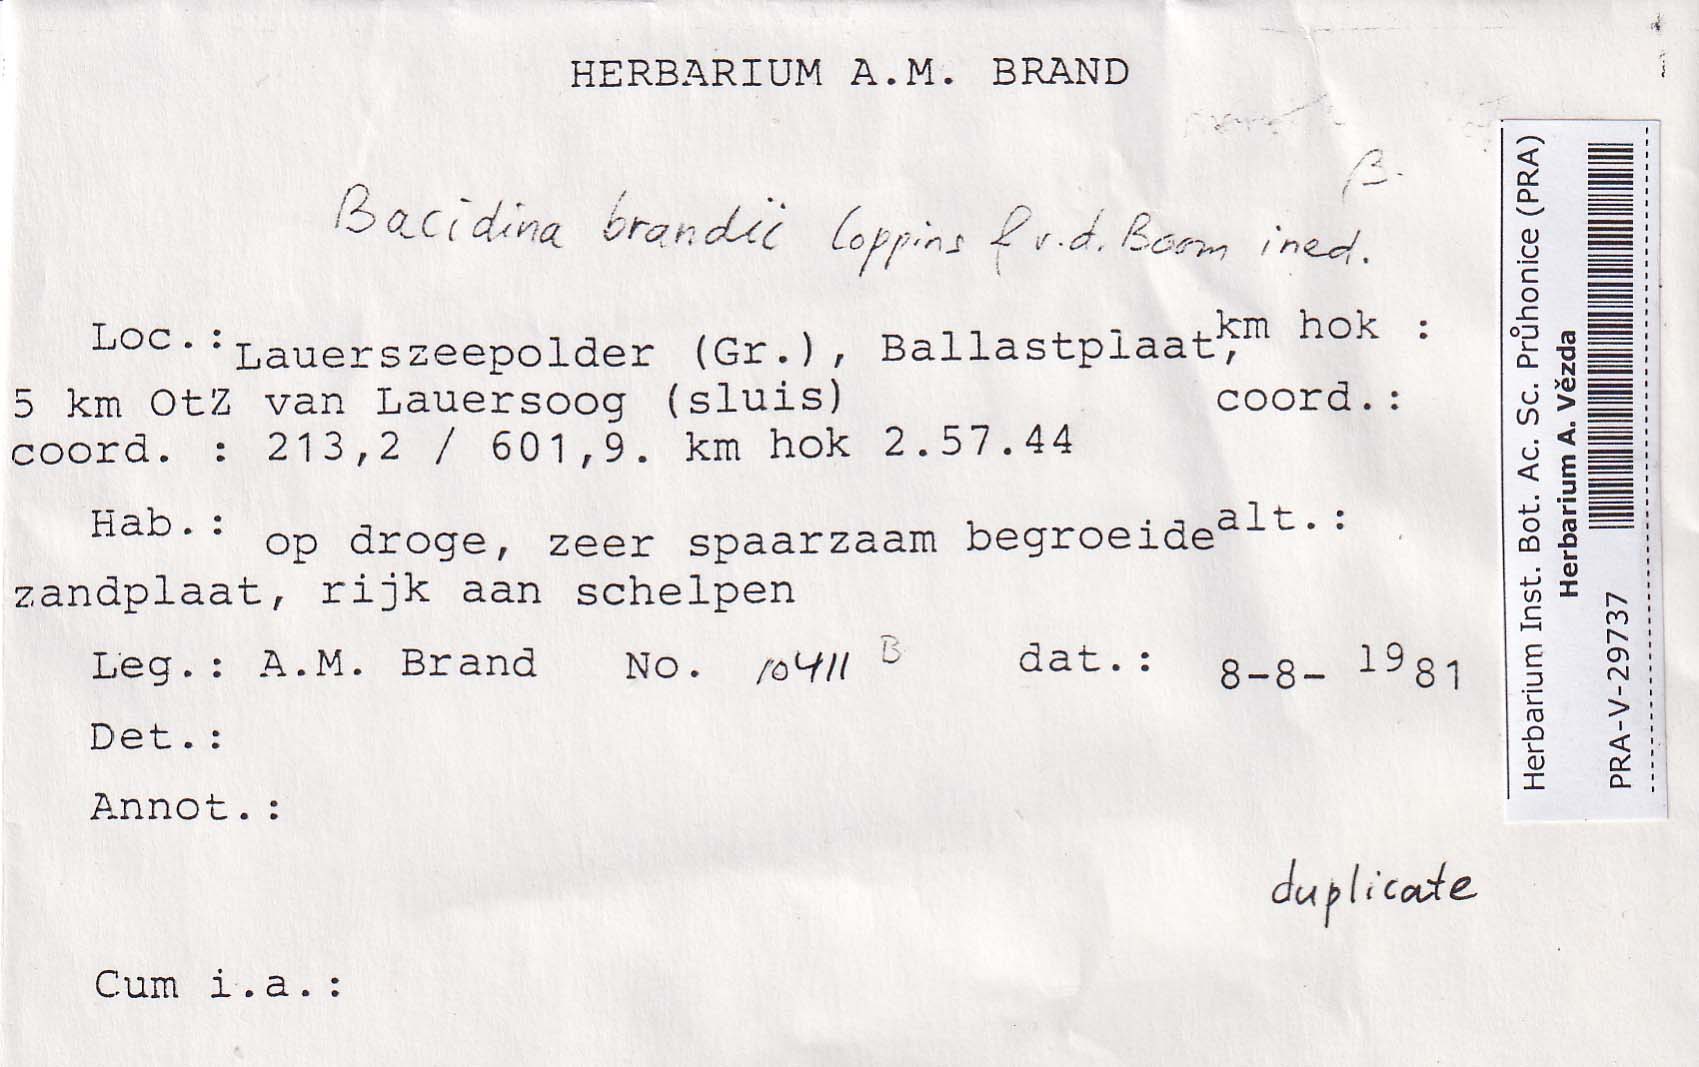 HERBARIUM A.M. BRAND
β.
Bacidina brandii Coppins & v.d. Boom ined.
Loc.: Lauerszeepolder (Gr.), Ballastplaat, km hok :
5 km OtZ van Lauersoog (sluis) coord.:
coord. : 213,2 / 601,9. km hok 2.57.44
Hab.: op droge, zeer spaarzaam begroeide alt.:
zandplaat, rijk aan schelpen
Leg.: A.M. Brand No. 10411 B dat.: 8-8- 1981
Det.:
Annot.:
duplicate
Cum i.a.:
Herbarium Inst. Bot. Ac. Sc. Průhonice (PRA)
Herbarium A. Vězda
PRA-V-29737